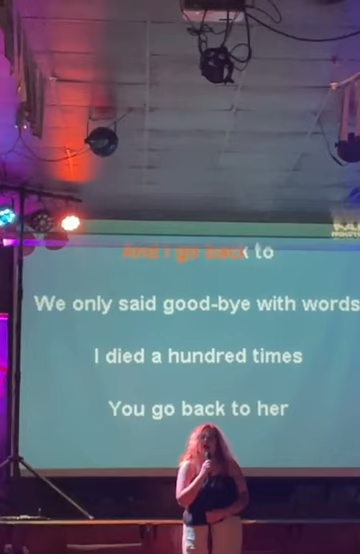 And I go back to
We only said good-bye with words
I died a hundred times
You go back to her